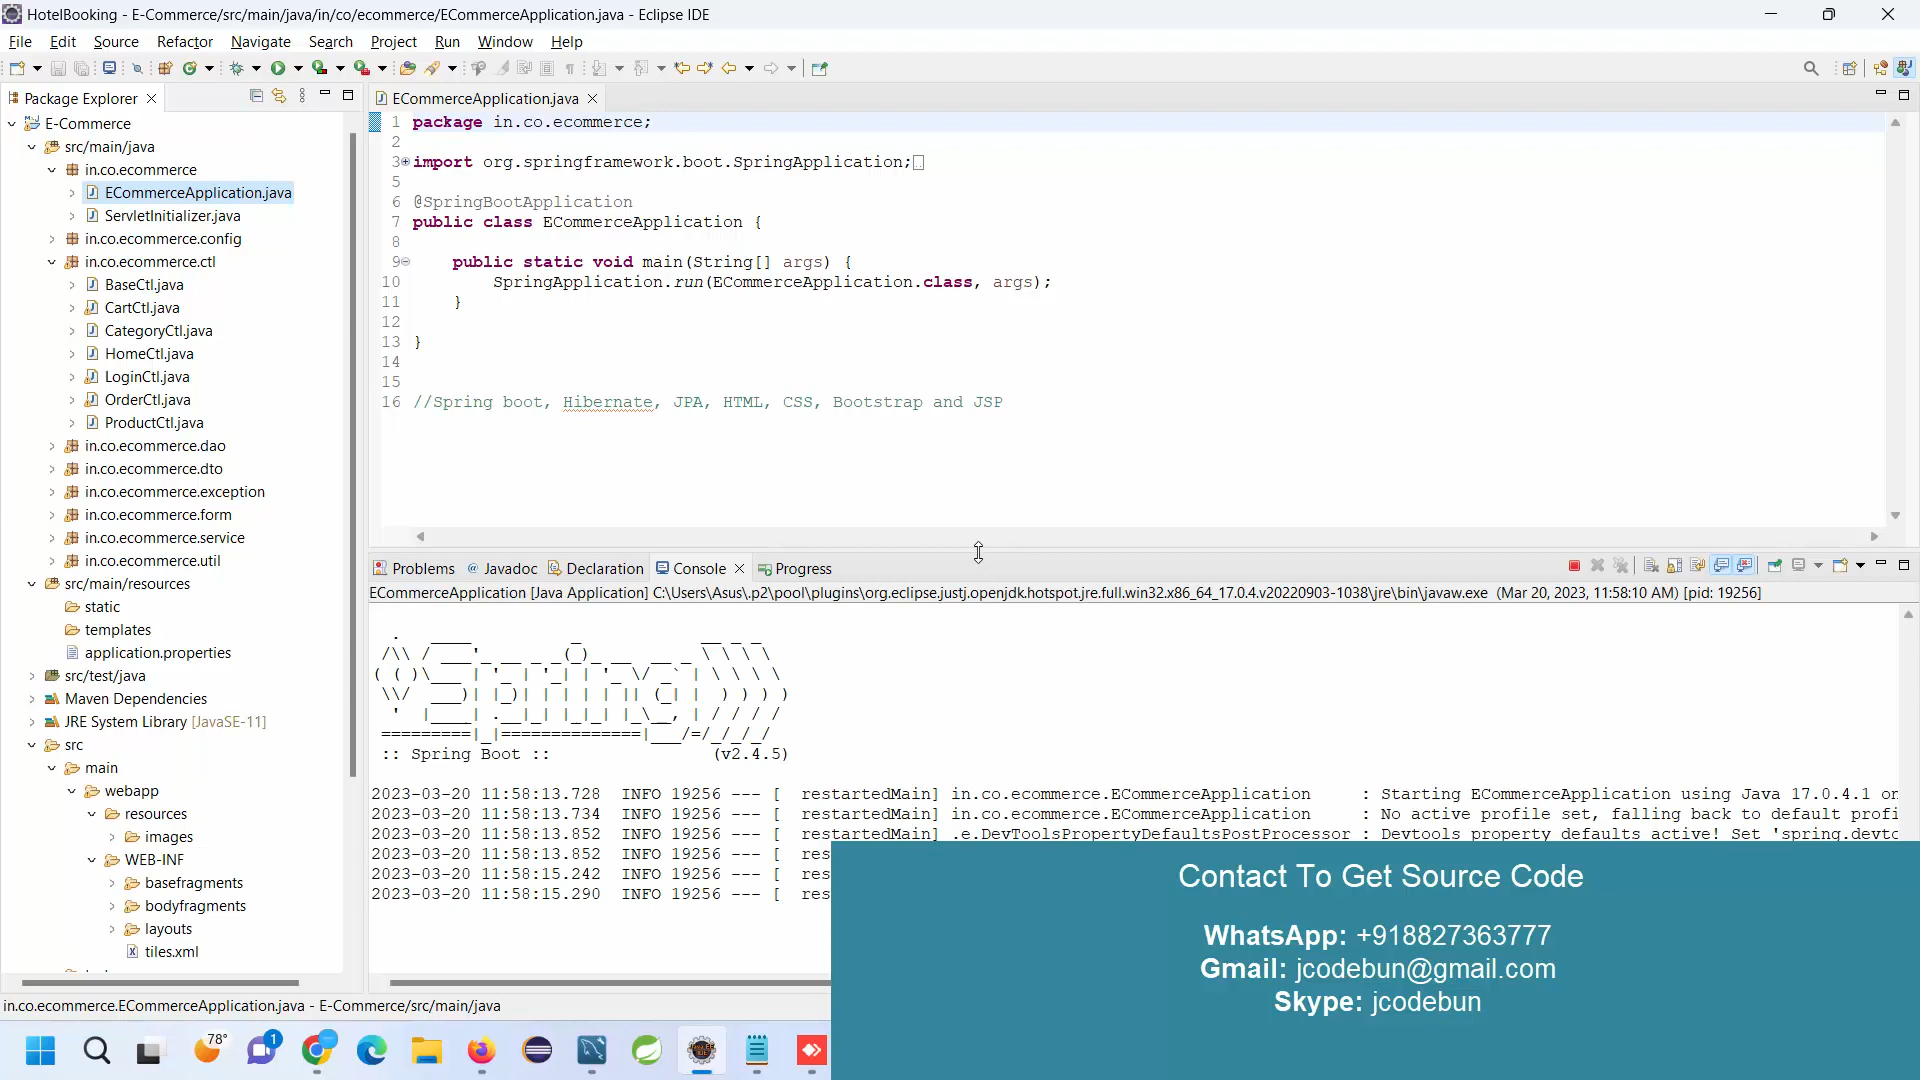 HotelBooking - E-Commerce/src/main/java/in/co/ecommerce/ECommerceApplication.java - Eclipse IDE
File Edit Source Refactor Navigate Search Project Run Window Help
Package Explorer
E-Commerce
src/main/java
in.co.ecommerce
ECommerceApplication.java
ServletInitializer.java
in.co.ecommerce.config
in.co.ecommerce.ctl
BaseCtl.java
CartCtl.java
CategoryCtl.java
HomeCtl.java
LoginCtl.java
OrderCtl.java
ProductCtl.java
in.co.ecommerce.dao
in.co.ecommerce.dto
in.co.ecommerce.exception
in.co.ecommerce.form
in.co.ecommerce.service
in.co.ecommerce.util
src/main/resources
static
templates
application.properties
src/test/java
Maven Dependencies
JRE System Library [JavaSE-11]
src
main
webapp
resources
images
WEB-INF
basefragments
bodyfragments
layouts
tiles.xml
ECommerceApplication.java
1 package in.co.ecommerce;
2
3 import org.springframework.boot.SpringApplication;
5
6 @SpringBootApplication
7 public class ECommerceApplication {
8
9 public static void main(String[] args) {
10 SpringApplication.run(ECommerceApplication.class, args);
11 }
12
13 }
14
15
16 //Spring boot, Hibernate, JPA, HTML, CSS, Bootstrap and JSP
Problems Javadoc Declaration Console Progress
ECommerceApplication [Java Application] C:\Users\Asus\.p2\pool\plugins\org.eclipse.justj.openjdk.hotspot.jre.full.win32.x86_64_17.0.4.v20220903-1038\jre\bin\javaw.exe (Mar 20, 2023, 11:58:10 AM) [pid: 19256]
:: Spring Boot :: (v2.4.5)
2023-03-20 11:58:13.728 INFO 19256 --- [ restartedMain] in.co.ecommerce.ECommerceApplication : Starting ECommerceApplication using Java 17.0.4.1 on
2023-03-20 11:58:13.734 INFO 19256 --- [ restartedMain] in.co.ecommerce.ECommerceApplication : No active profile set, falling back to default profi
2023-03-20 11:58:13.852 INFO 19256 --- [ restartedMain] .e.DevToolsPropertyDefaultsPostProcessor : Devtools property defaults active! Set 'spring.devto
2023-03-20 11:58:13.852 INFO 19256 --- [ res
2023-03-20 11:58:15.242 INFO 19256 --- [ res
2023-03-20 11:58:15.290 INFO 19256 --- [ res
Contact To Get Source Code
WhatsApp: +918827363777
Gmail: jcodebun@gmail.com
Skype: jcodebun
in.co.ecommerce.ECommerceApplication.java - E-Commerce/src/main/java
78°
1